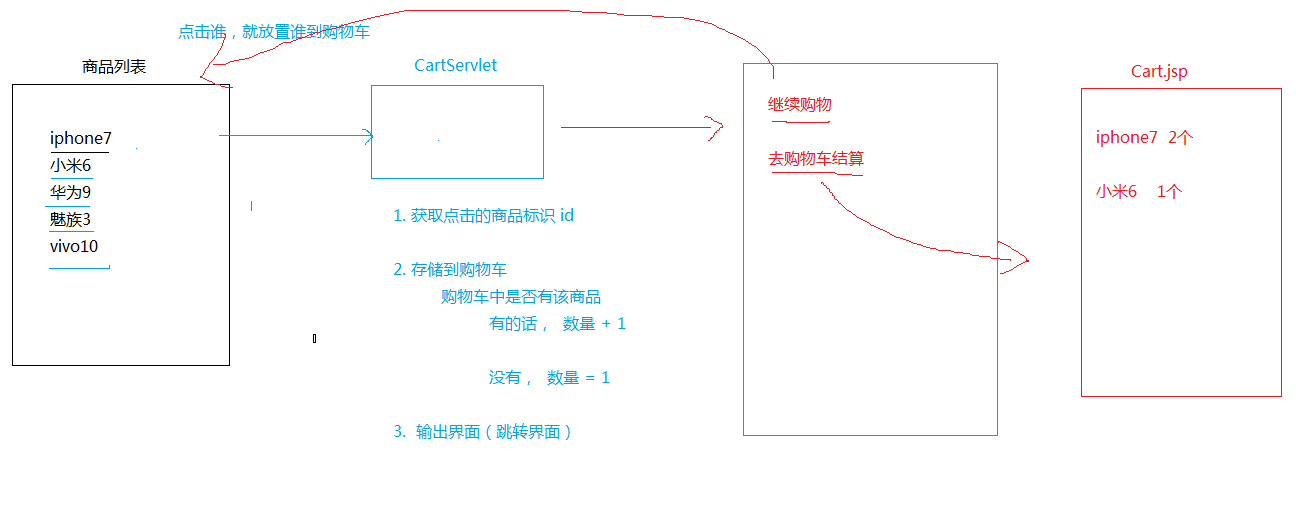 点击谁，就放置谁到购物车
商品列表
iphone7
小米6
华为9
魅族3
vivo10
CartServlet
1. 获取点击的商品标识 id
2. 存储到购物车
购物车中是否有该商品
有的话， 数量 + 1
没有， 数量 = 1
3. 输出界面（跳转界面）
继续购物
去购物车结算
Cart.jsp
iphone7 2个
小米6 1个